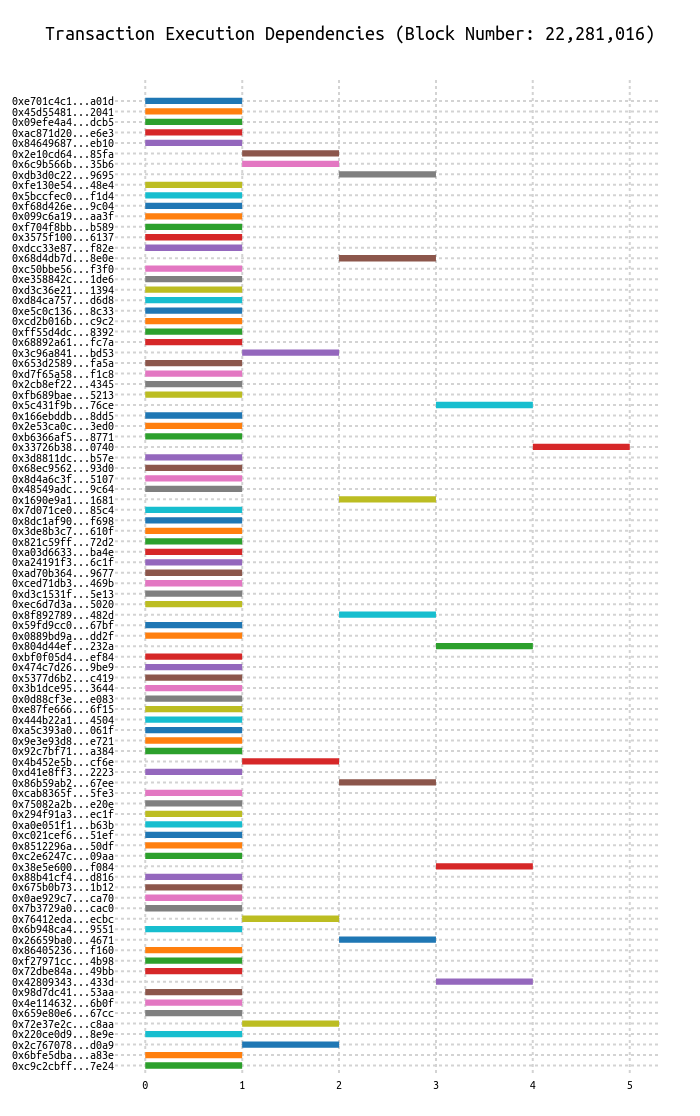 Transaction Execution Dependencies (Block Number: 22,281,016)
0xe701c4c1...a01d
0x45d55481...2041
0x09efe4a4...dcb5
0xac871d20...e6e3
0x84649687...eb10
0x2e10cd64...85fa
0x6c9b566b...35b6
0xdb3d0c22...9695
0xfe130e54...48e4
0x5bccfec0...f1d4
0xf68d426e...9c04
0x099c6a19...aa3f
0xf704f8bb...b589
0x3575f100...6137
0xdcc33e87...f82e
0x68d4db7d...8e0e
0xc50bbe56...f3f0
0xe358842c...1de6
0xd3c36e21...1394
0xd84ca757...d6d8
0xe5c0c136...8c33
0xcd2b016b...c9c2
0xff55d4dc...8392
0x68892a61...fc7a
0x3c96a841...bd53
0x653d2589...fa5a
0xd7f65a58...f1c8
0x2cb8ef22...4345
0xfb689bae...5213
0x5c431f9b...76ce
0x166ebddb...8dd5
0x2e53ca0c...3ed0
0xb6366af5...8771
0x33726b38...0740
0x3d8811dc...b57e
0x68ec9562...93d0
0x8d4a6c3f...5107
0x48549adc...9c64
0x1690e9a1...1681
0x7d071ce0...85c4
0x8dc1af90...f698
0x3de8b3c7...610f
0x821c59ff...72d2
0xa03d6633...ba4e
0xa24191f3...6c1f
0xad70b364...9677
0xced71db3...469b
0xd3c1531f...5e13
0xec6d7d3a...5020
0x8f892789...482d
0x59fd9cc0...67bf
0x0889bd9a...dd2f
0x804d44ef...232a
0xbf0f05d4...ef84
0x474c7d26...9be9
0x5377d6b2...c419
0x3b1dce95...3644
0x0d88cf3e...e083
0xe87fe666...6f15
0x444b22a1...4504
0xa5c393a0...061f
0x9e3e93d8...e721
0x92c7bf71...a384
0x4b452e5b...cf6e
0xd41e8ff3...2223
0x86b59ab2...67ee
0xcab8365f...5fe3
0x75082a2b...e20e
0x294f91a3...ec1f
0xa0e051f1...b63b
0xc021cef6...51ef
0x8512296a...50df
0xc2e6247c...09aa
0x38e5e600...f084
0x88b41cf4...d816
0x675b0b73...1b12
0x0ae929c7...ca70
0x7b3729a0...cac0
0x76412eda...ecbc
0x6b948ca4...9551
0x26659ba0...4671
0x86405236...f160
0xf27971cc...4b98
0x72dbe84a...49bb
0x42809343...433d
0x98d7dc41...53aa
0x4e114632...6b0f
0x659e80e6...67cc
0x72e37e2c...c8aa
0x220ce0d9...8e9e
0x2c767078...d0a9
0x6bfe5dba...a83e
0xc9c2cbff...7e24
0 1 2 3 4 5